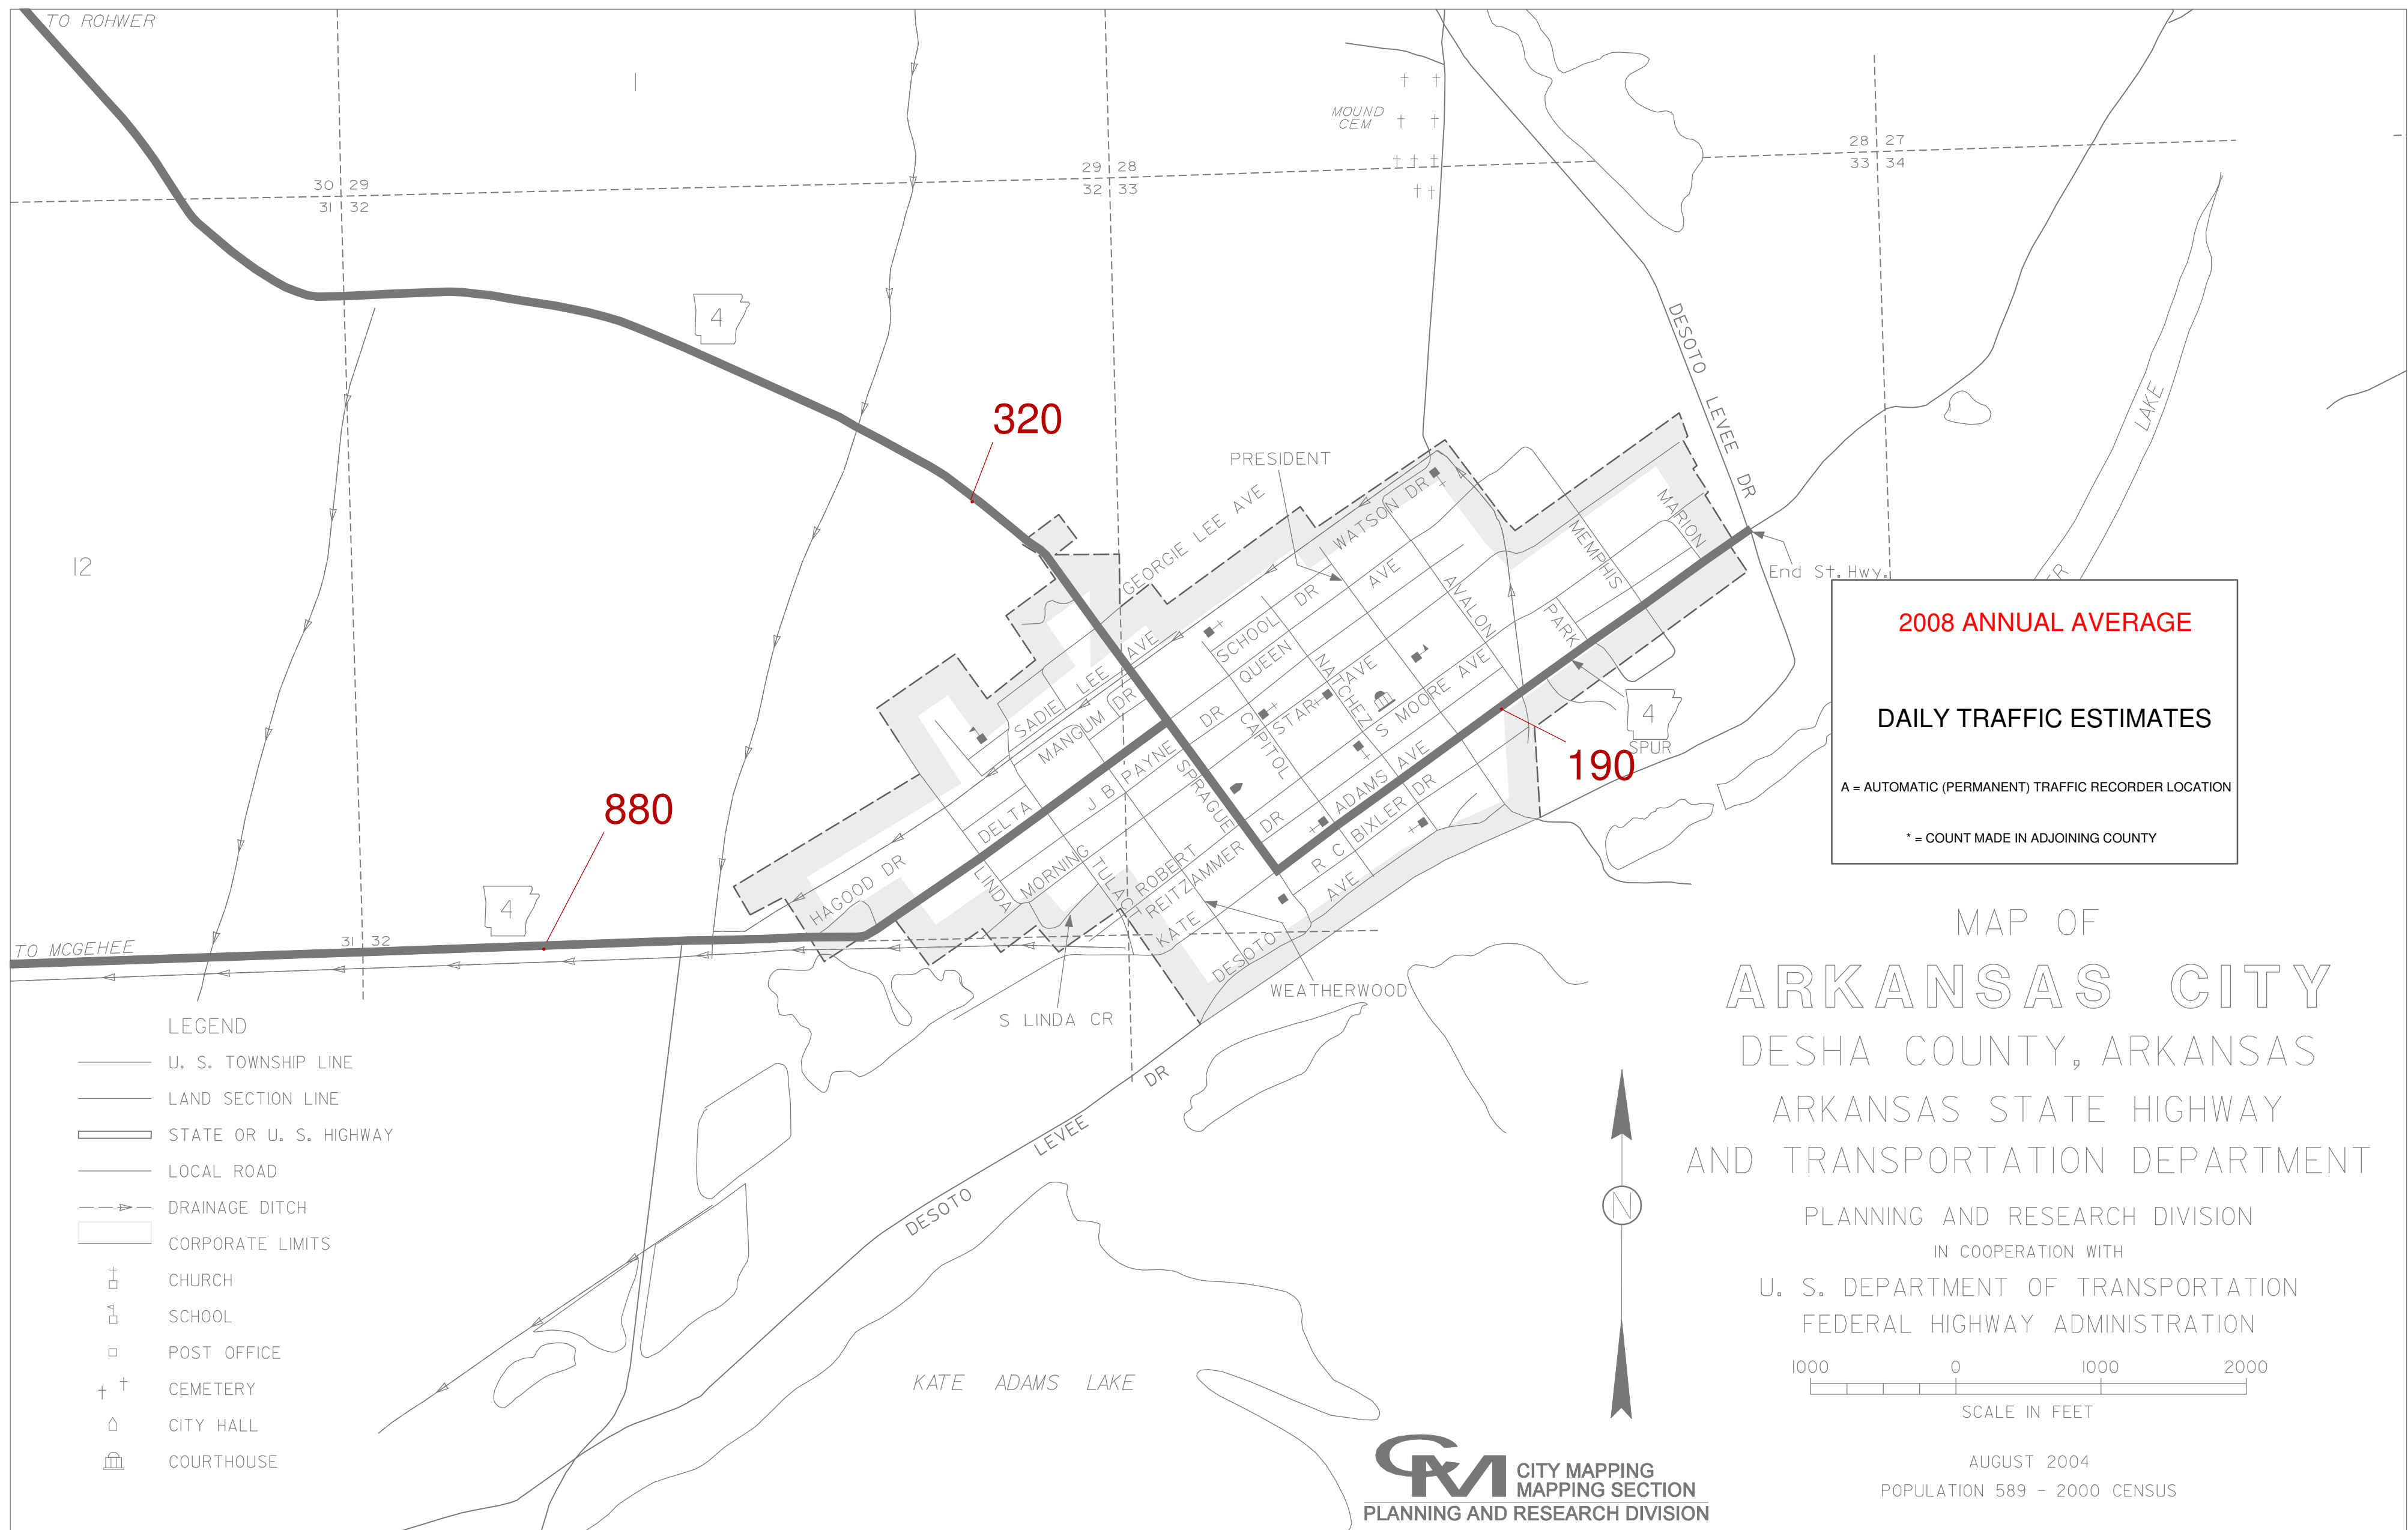 TO ROHWER
1
MOUND
CEM
30 29
31 32
29 28
32 33
28 27
33 34
4
320
DESOTO LEVEE DR
LAKE
PRESIDENT
GEORGIE LEE AVE
WATSON DR
MARION
MEMPHIS
End St. Hwy.
12
SCHOOL DR
QUEEN AVE
AVALON
PARK
SADIE LEE AVE
MANGUM DR
NATCHEZ
STAR AVE
S MOORE AVE
CAPITOL
J B PAYNE DR
SPRAGUE
4
SPUR
190
ADAMS AVE
R C BIXLER DR
880
DELTA
HAGOOD DR
LINDA
MORNING
TULA CT
ROBERT
REITZAMMER DR
KATE AVE
DESOTO
4
TO MCGEHEE
31 32
WEATHERWOOD
S LINDA CR
DESOTO LEVEE DR
KATE ADAMS LAKE
2008 ANNUAL AVERAGE
DAILY TRAFFIC ESTIMATES
A = AUTOMATIC (PERMANENT) TRAFFIC RECORDER LOCATION
* = COUNT MADE IN ADJOINING COUNTY
LEGEND
U. S. TOWNSHIP LINE
LAND SECTION LINE
STATE OR U. S. HIGHWAY
LOCAL ROAD
DRAINAGE DITCH
CORPORATE LIMITS
CHURCH
SCHOOL
POST OFFICE
CEMETERY
CITY HALL
COURTHOUSE
N
MAP OF
ARKANSAS CITY
DESHA COUNTY, ARKANSAS
ARKANSAS STATE HIGHWAY
AND TRANSPORTATION DEPARTMENT
PLANNING AND RESEARCH DIVISION
IN COOPERATION WITH
U. S. DEPARTMENT OF TRANSPORTATION
FEDERAL HIGHWAY ADMINISTRATION
1000 0 1000 2000
SCALE IN FEET
AUGUST 2004
POPULATION 589 - 2000 CENSUS
CM
CITY MAPPING
MAPPING SECTION
PLANNING AND RESEARCH DIVISION